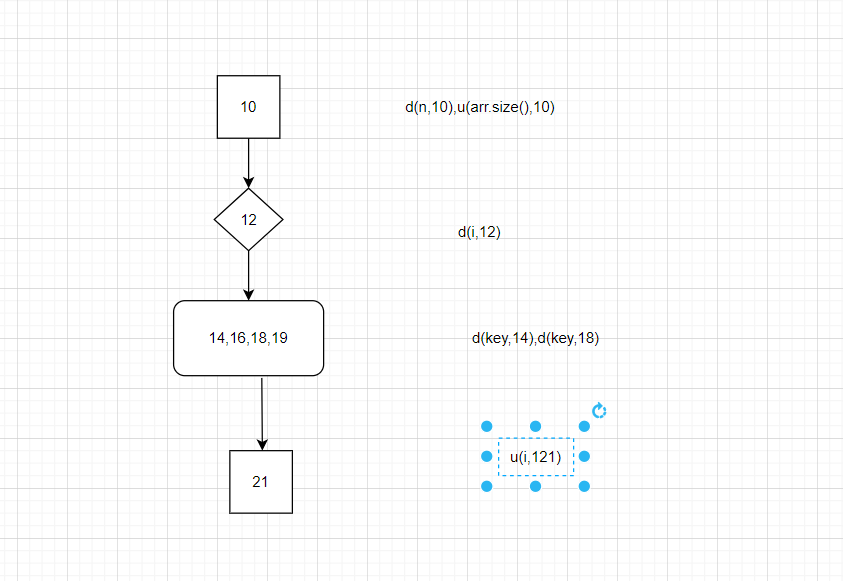 10
d(n,10),u(arr.size(),10)
12
d(i,12)
14,16,18,19
d(key,14),d(key,18)
u(i,121)
21